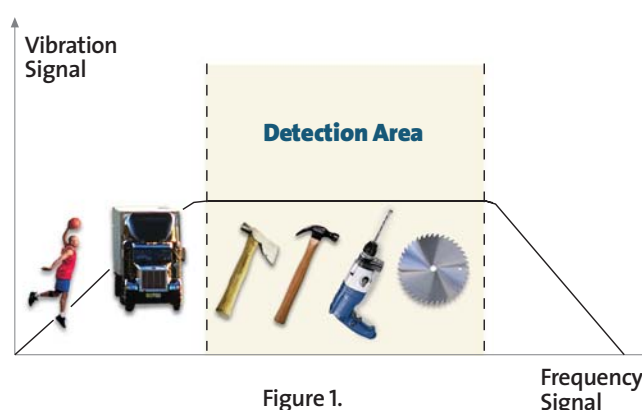 Vibration
Signal
Detection Area
Figure 1.
Frequency
Signal